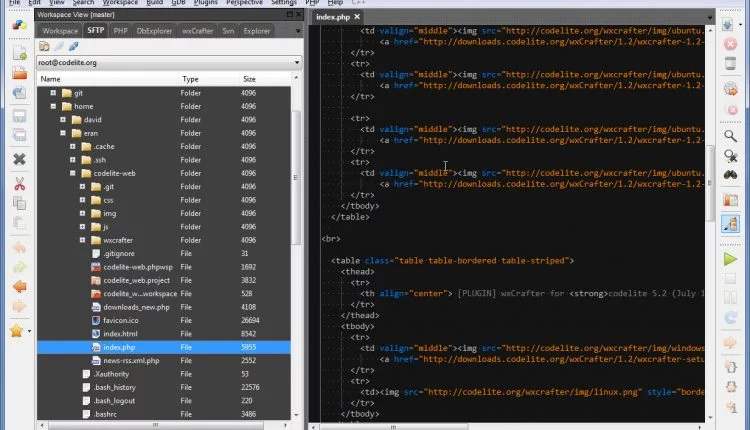 File Edit View Search Workspace Build GDB Plugins Perspective Settings PHP Help C++
Workspace View [master]
Workspace SFTP PHP DbExplorer wxCrafter Svn Explorer
root@codelite.org
Name Type Size
git Folder 4096
home Folder 4096
david Folder 4096
eran Folder 4096
.cache Folder 4096
.ssh Folder 4096
codelite-web Folder 4096
.git Folder 4096
css Folder 4096
img Folder 4096
js Folder 4096
wxcrafter Folder 4096
.gitignore File 31
codelite-web.phpwsp File 1692
codelite_web.project File 3832
codelite_w...workspace File 528
downloads_new.php File 4108
favicon.ico File 26694
index.html File 8542
index.php File 5955
news-rss.xml.php File 2552
.Xauthority File 53
.bash_history File 22576
.bash_logout File 220
.bashrc File 3486
index.php
<td valign="middle"><img src="http://codelite.org/wxcrafter/img/ubuntu.
<a href="http://downloads.codelite.org/wxCrafter/1.2/wxcrafter-1.2-
</tr>
<tr>
<td valign="middle"><img src="http://codelite.org/wxcrafter/img/ubuntu.
<a href="http://downloads.codelite.org/wxCrafter/1.2/wxcrafter-1.2-
</tr>
<tr>
<td valign="middle"><img src="http://codelite.org/wxcrafter/img/ubuntu.
<a href="http://downloads.codelite.org/wxCrafter/1.2/wxcrafter-1.2-
</tr>
<tr>
<td valign="middle"><img src="http://codelite.org/wxcrafter/img/ubuntu.
<a href="http://downloads.codelite.org/wxCrafter/1.2/wxcrafter-1.2-
</tr>
</tbody>
</table>
<br>
<table class="table table-bordered table-striped">
<thead>
<tr>
<th align="center"> [PLUGIN] wxCrafter for <strong>codelite 5.2 (July 1
</tr>
</thead>
<tbody>
<tr>
<td valign="middle"><img src="http://codelite.org/wxcrafter/img/windows
<a href="http://downloads.codelite.org/wxCrafter/1.2/wxcrafter-setu
</tr>
<tr>
<td><img src="http://codelite.org/wxcrafter/img/linux.png" style="borde
</tr>
</tbody>